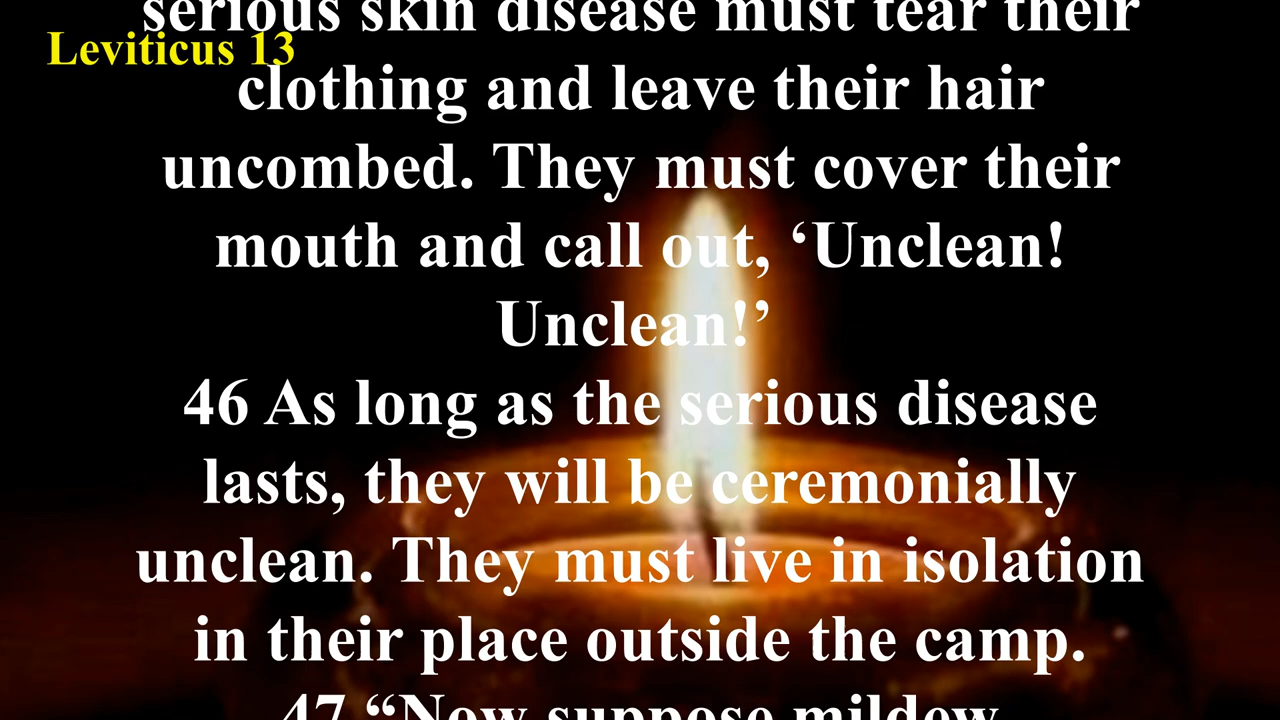 serious skin disease must tear their
Leviticus 13
clothing and leave their hair
uncombed. They must cover their
mouth and call out, ‘Unclean!
Unclean!’
46 As long as the serious disease
lasts, they will be ceremonially
unclean. They must live in isolation
in their place outside the camp.
47 “Now suppose mildew